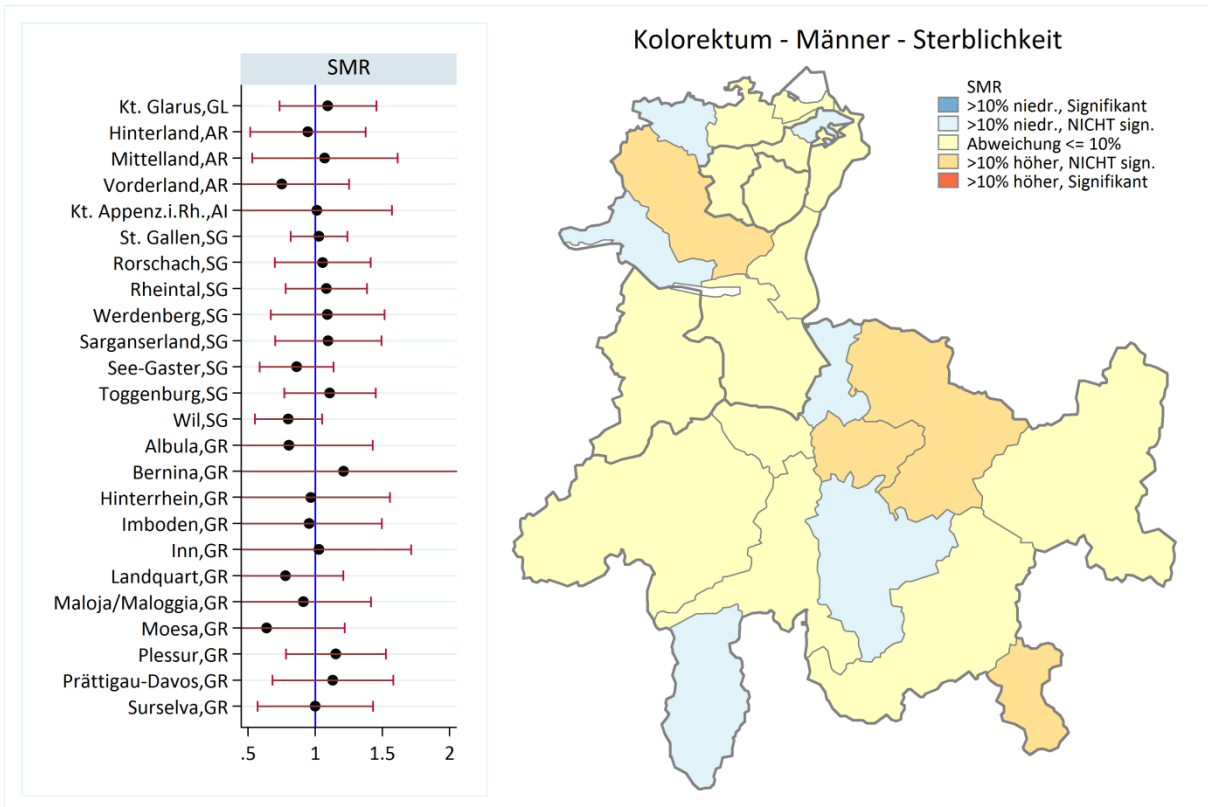 Kolorektum - Männer - Sterblichkeit
SMR
Kt. Glarus,GL
Hinterland,AR
Mittelland,AR
Vorderland,AR
Kt. Appenz.i.Rh.,AI
St. Gallen,SG
Rorschach,SG
Rheintal,SG
Werdenberg,SG
Sarganserland,SG
See-Gaster,SG
Toggenburg,SG
Wil,SG
Albula,GR
Bernina,GR
Hinterrhein,GR
Imboden,GR
Inn,GR
Landquart,GR
Maloja/Maloggia,GR
Moesa,GR
Plessur,GR
Prättigau-Davos,GR
Surselva,GR
.5 1 1.5 2
SMR
>10% niedr., Signifikant
>10% niedr., NICHT sign.
Abweichung <= 10%
>10% höher, NICHT sign.
>10% höher, Signifikant